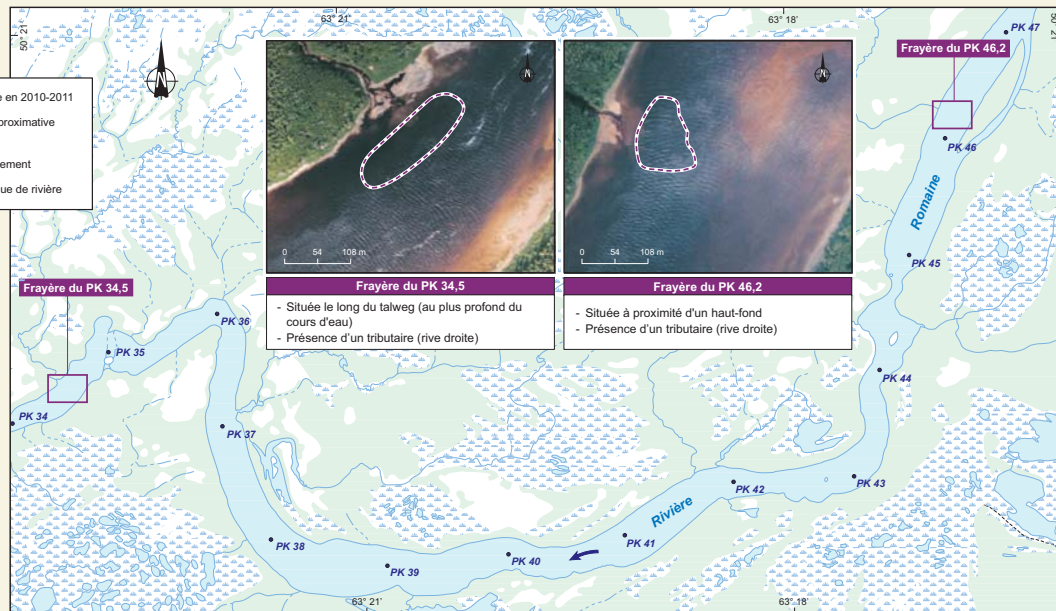 63° 21'
63° 18'
50° 21'
50° 21'
N
e en 2010-2011
proximative
ement
ue de rivière
Frayère du PK 46,2
PK 47
PK 46
PK 45
PK 44
PK 43
PK 42
PK 41
PK 40
PK 39
PK 38
PK 37
PK 36
PK 35
PK 34
Romaine
Rivière
Frayère du PK 34,5
N
0 54 108 m
Frayère du PK 34,5
- Située le long du talweg (au plus profond du
cours d'eau)
- Présence d'un tributaire (rive droite)
N
0 54 108 m
Frayère du PK 46,2
- Située à proximité d'un haut-fond
- Présence d'un tributaire (rive droite)
63° 21'
63° 18'